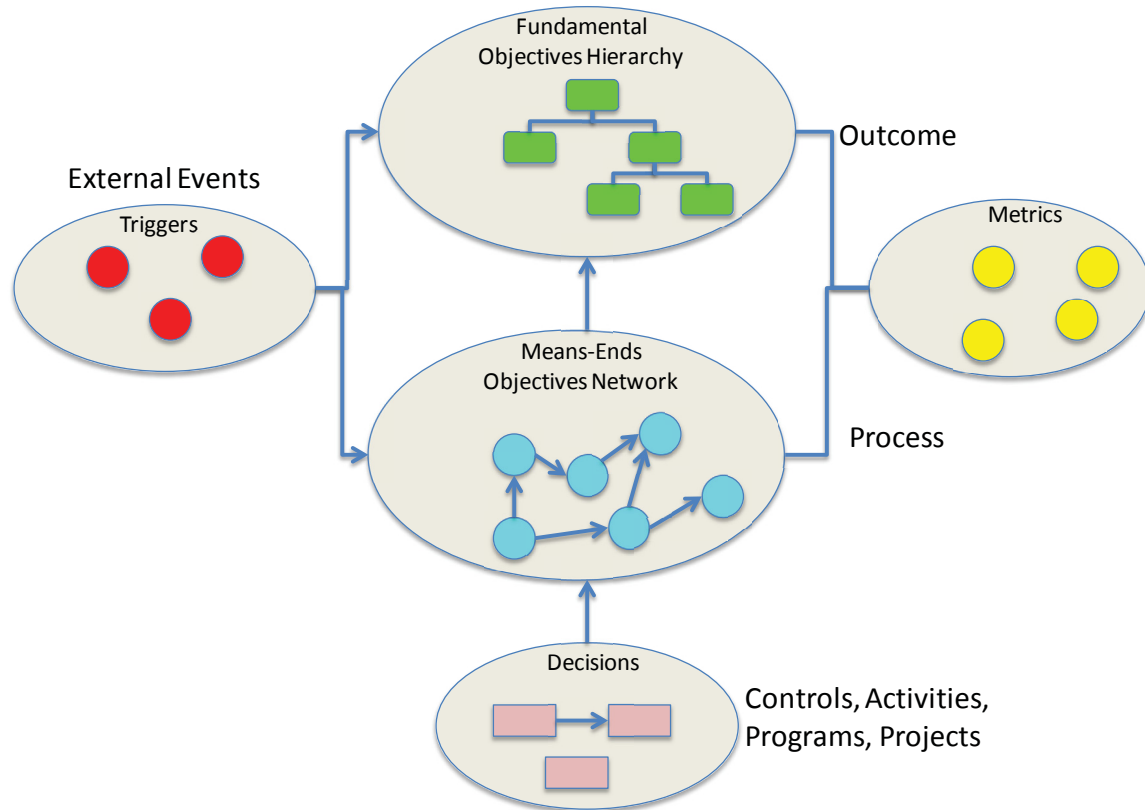 Fundamental
Objectives Hierarchy
Outcome
External Events
Triggers
Metrics
Means-Ends
Objectives Network
Process
Decisions
Controls, Activities,
Programs, Projects